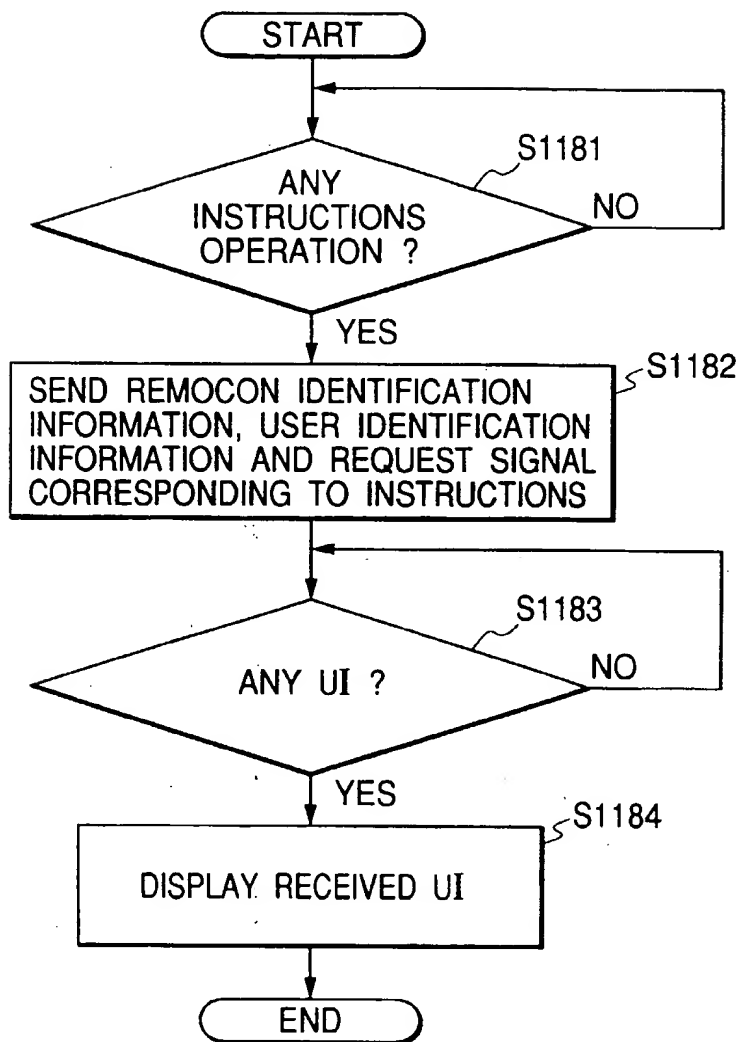 START
S1181
ANY
INSTRUCTIONS
OPERATION ?
NO
YES
S1182
SEND REMOCON IDENTIFICATION
INFORMATION, USER IDENTIFICATION
INFORMATION AND REQUEST SIGNAL
CORRESPONDING TO INSTRUCTIONS
S1183
ANY UI ?
NO
YES
S1184
DISPLAY RECEIVED UI
END